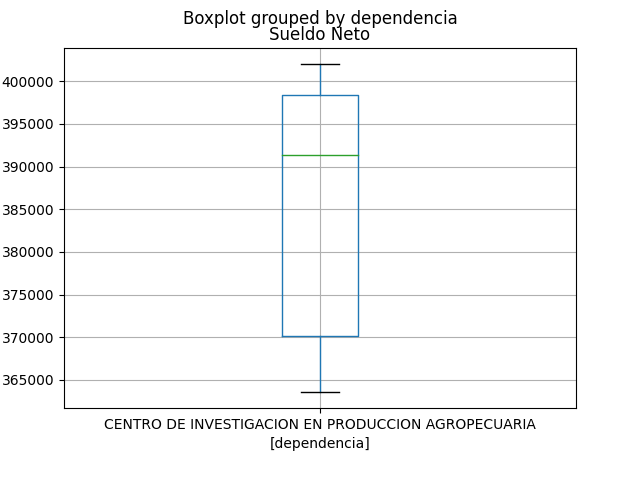 Boxplot grouped by dependencia
Sueldo Neto
400000
395000
390000
385000
380000
375000
370000
365000
CENTRO DE INVESTIGACION EN PRODUCCION AGROPECUARIA
[dependencia]